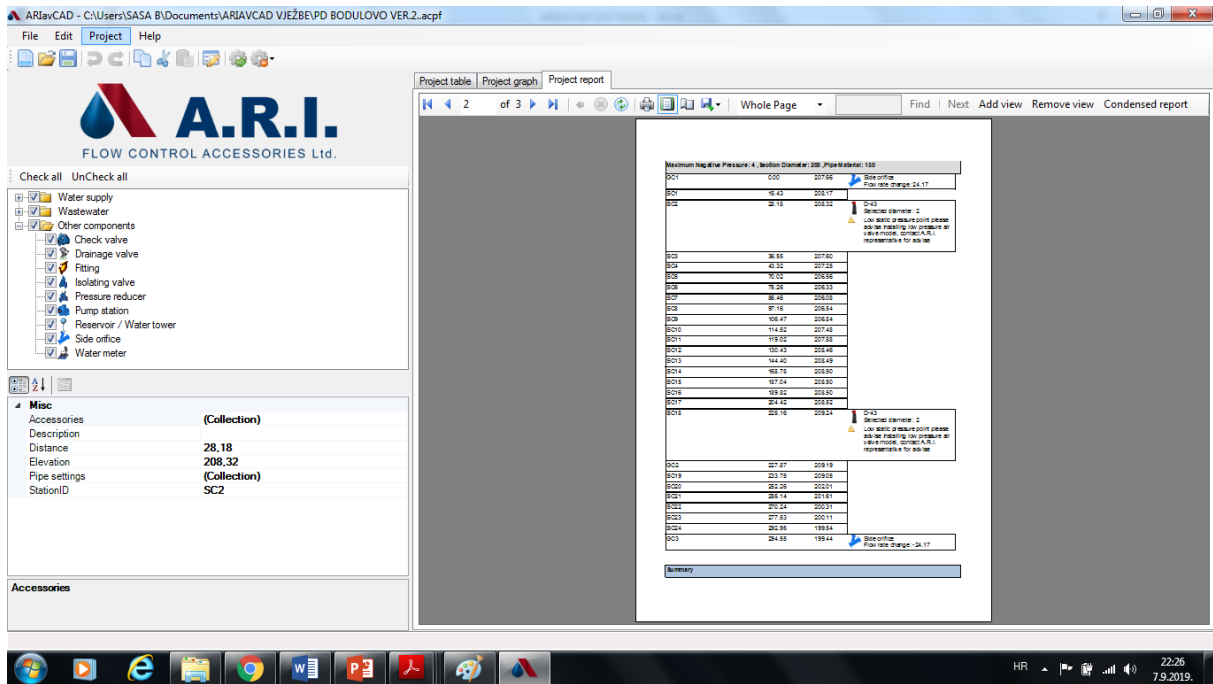 ARIavCAD - C:\Users\SASA B\Documents\ARIAVCAD VJEŽBE\PD BODULOVO VER.2..acpf
File Edit Project Help
Project table Project graph Project report
2 of 3 Whole Page Find Next Add view Remove view Condensed report
A.R.I.
FLOW CONTROL ACCESSORIES Ltd.
Check all UnCheck all
Water supply
Wastewater
Other components
Check valve
Drainage valve
Fitting
Isolating valve
Pressure reducer
Pump station
Reservoir / Water tower
Side orifice
Water meter
Misc
Accessories (Collection)
Description
Distance 28,18
Elevation 208,32
Pipe settings (Collection)
StationID SC2
Accessories
Maximum Negative Pressure: 4 , Section Diameter: 200 ,Pipe Material: 130
GC1 0.00 207.66 Side orifice
Flow rate change: 24.17
SC1 15.43 208.17
SC2 28.18 208.32 D-43
Selected diameter: 2
Low static pressure point please
advise installing low pressure air
valve model, contact A.R.I.
representative for advise
SC3 36.55 207.60
SC4 43.32 207.25
SC5 70.02 206.56
SC6 75.26 206.33
SC7 86.46 206.08
SC8 97.16 206.54
SC9 106.47 206.84
SC10 114.52 207.48
SC11 119.02 207.88
SC12 130.43 208.46
SC13 144.40 208.49
SC14 168.78 208.50
SC15 187.04 208.50
SC16 189.82 208.50
SC17 204.42 208.52
SC18 225.16 209.24 D-43
Selected diameter: 2
Low static pressure point please
advise installing low pressure air
valve model, contact A.R.I.
representative for advise
GC2 227.87 209.19
SC19 233.75 209.05
SC20 252.26 202.01
SC21 255.14 201.61
SC22 270.24 200.31
SC23 277.53 200.11
SC24 292.95 199.54
GC3 294.55 199.44 Side orifice
Flow rate change: -24.17
Summary
HR 22:26
7.9.2019.